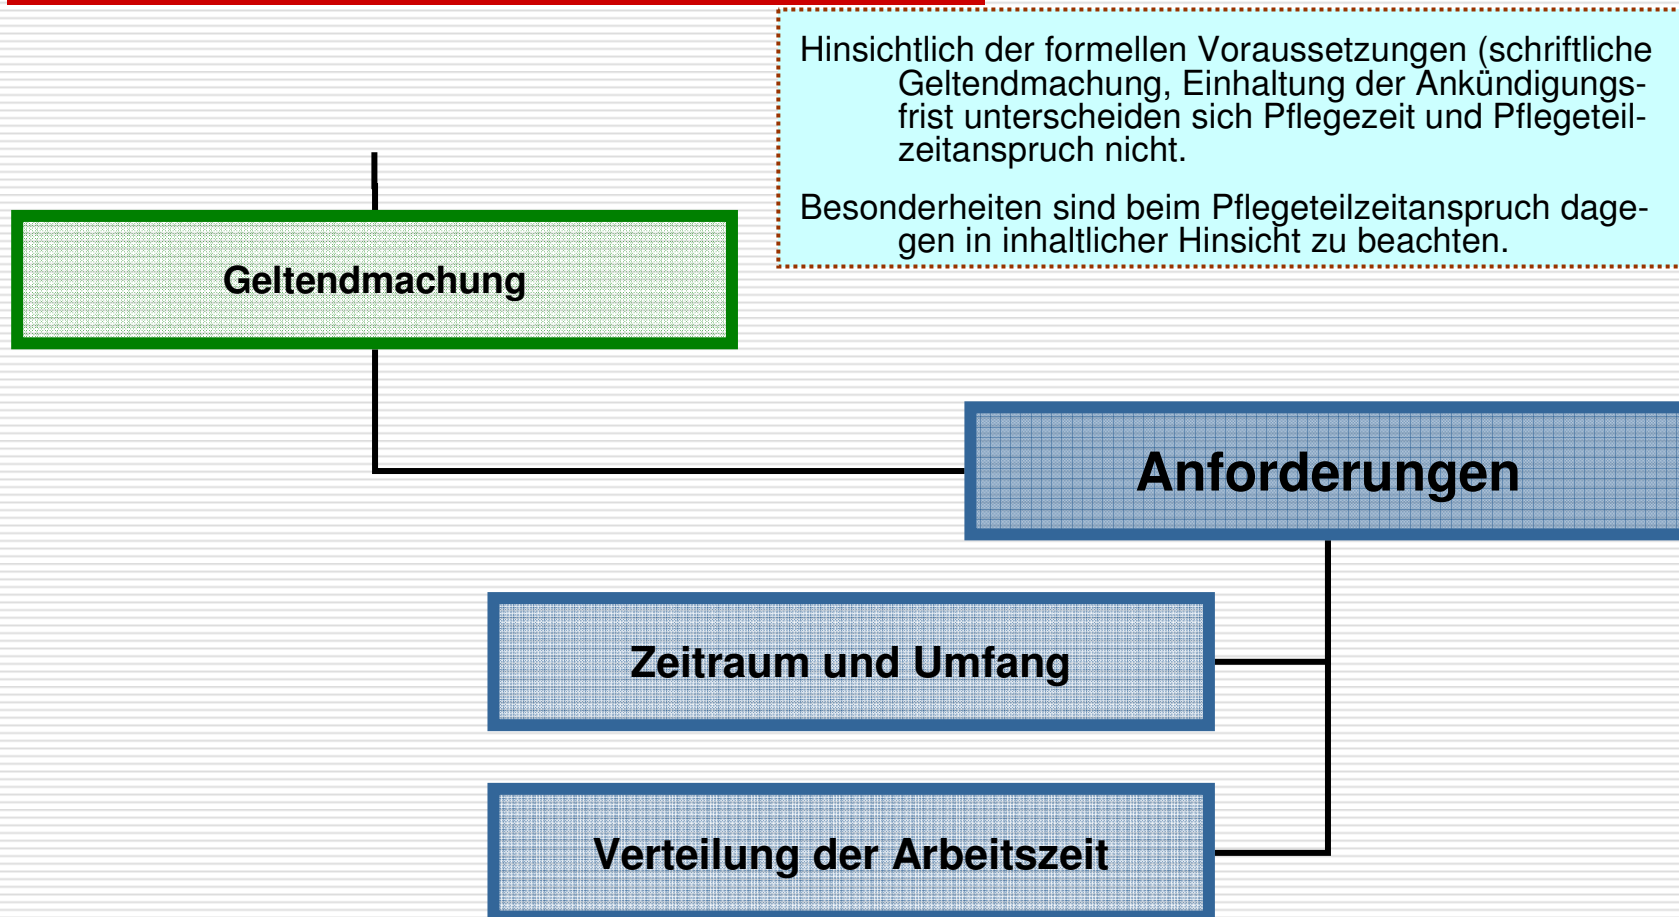 Hinsichtlich der formellen Voraussetzungen (schriftliche
Geltendmachung, Einhaltung der Ankündigungs-
frist unterscheiden sich Pflegezeit und Pflegeteil-
zeitanspruch nicht.
Besonderheiten sind beim Pflegeteilzeitanspruch dage-
gen in inhaltlicher Hinsicht zu beachten.
Geltendmachung
Anforderungen
Zeitraum und Umfang
Verteilung der Arbeitszeit